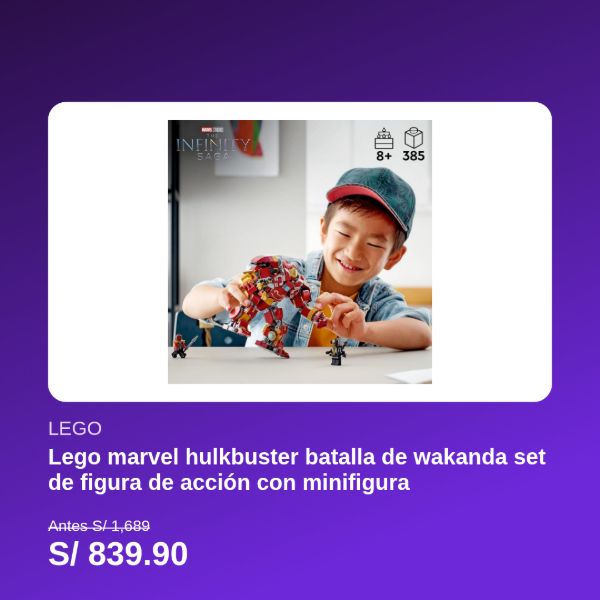 MARVEL STUDIOS
THE
INFINITY
SAGA
8+ 385
LEGO
Lego marvel hulkbuster batalla de wakanda set
de figura de acción con minifigura
Antes S/ 1,689
S/ 839.90